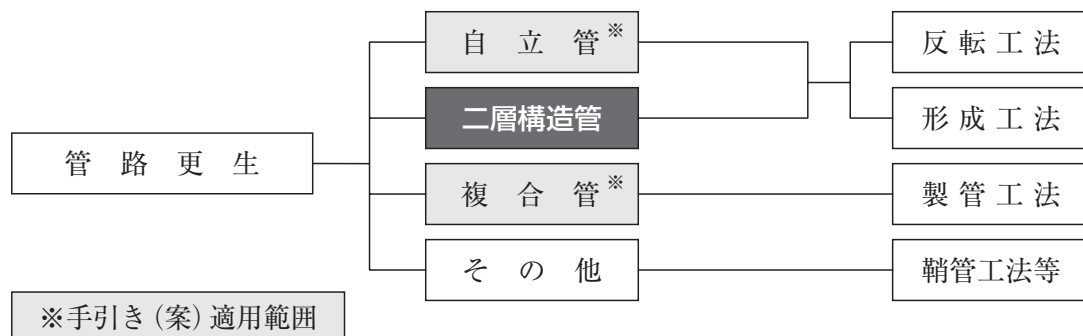 自立管※
反転工法
二層構造管
形成工法
管路更生
複合管※
製管工法
その他
鞘管工法等
※手引き（案）適用範囲